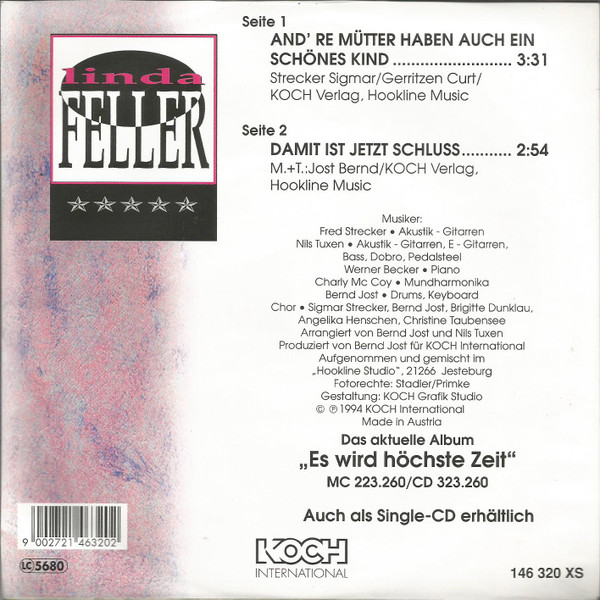 linda
FELLER
Seite 1
AND' RE MÜTTER HABEN AUCH EIN
SCHÖNES KIND .......................... 3:31
Strecker Sigmar/Gerritzen Curt/
KOCH Verlag, Hookline Music
Seite 2
DAMIT IST JETZT SCHLUSS........... 2:54
M.+T.:Jost Bernd/KOCH Verlag,
Hookline Music
Musiker:
Fred Strecker • Akustik - Gitarren
Nils Tuxen • Akustik - Gitarren, E - Gitarren,
Bass, Dobro, Pedalsteel
Werner Becker • Piano
Charly Mc Coy • Mundharmonika
Bernd Jost • Drums, Keyboard
Chor • Sigmar Strecker, Bernd Jost, Brigitte Dunklau,
Angelika Henschen, Christine Taubensee
Arrangiert von Bernd Jost und Nils Tuxen
Produziert von Bernd Jost für KOCH International
Aufgenommen und gemischt im
„Hookline Studio", 21266 Jesteburg
Fotorechte: Stadler/Primke
Gestaltung: KOCH Grafik Studio
© ℗ 1994 KOCH International
Made in Austria
Das aktuelle Album
„Es wird höchste Zeit"
MC 223.260/CD 323.260
Auch als Single-CD erhältlich
9 002721 463202
LC 5680
KOCH
INTERNATIONAL
146 320 XS